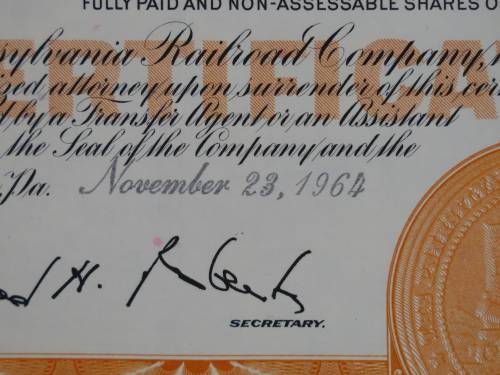 FULLY PAID AND NON-ASSESSABLE SHARES O
sylvania Railroad Company,
CERTIFICA
ized attorney upon surrender of this cer
by a Transfer Agent or an Assistant
the Seal of the Company and the
Pa. November 23, 1964
H.
SECRETARY.